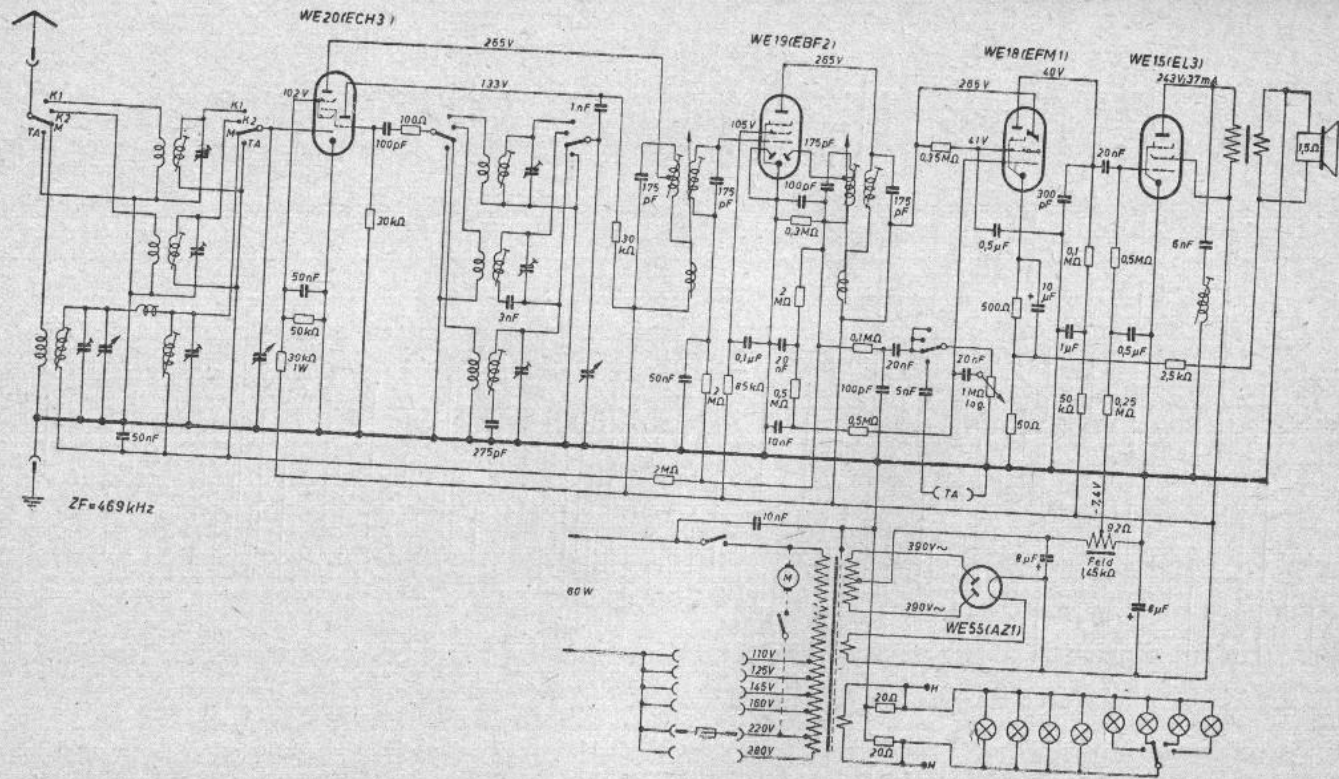 WE20(ECH3)
WE19(EBF2)
WE18(EFM1)
WE15(EL3)
265V
265V
40V
243V;37mA
K1
K2
M
TA
K1
K2
M
TA
102V
133V
1nF
100Ω
100pF
105V
175pF
265V
41V
0,35MΩ
20nF
1,5Ω
175 pF
175 pF
100pF
175 pF
300 pF
30kΩ
30 kΩ
0,3MΩ
0,5µF
0,1 MΩ
0,5MΩ
6nF
50nF
3nF
2 MΩ
500Ω
10 µF
50kΩ
30kΩ 1W
0,1µF
20 nF
0,1MΩ
20nF
20nF
1µF
0,5µF
2,5kΩ
50nF
2 MΩ
85kΩ
0,5 MΩ
100pF
5nF
1MΩ log.
50 kΩ
0,25 MΩ
50nF
275pF
10nF
0,5MΩ
50Ω
2MΩ
TA
-7,4V
ZF=469kHz
10nF
92Ω
390V~
8µF
Feld 1,45kΩ
60W
M
390V~
WE55(AZ1)
8µF
110V
125V
145V
160V
220V
280V
20Ω
H
20Ω
H